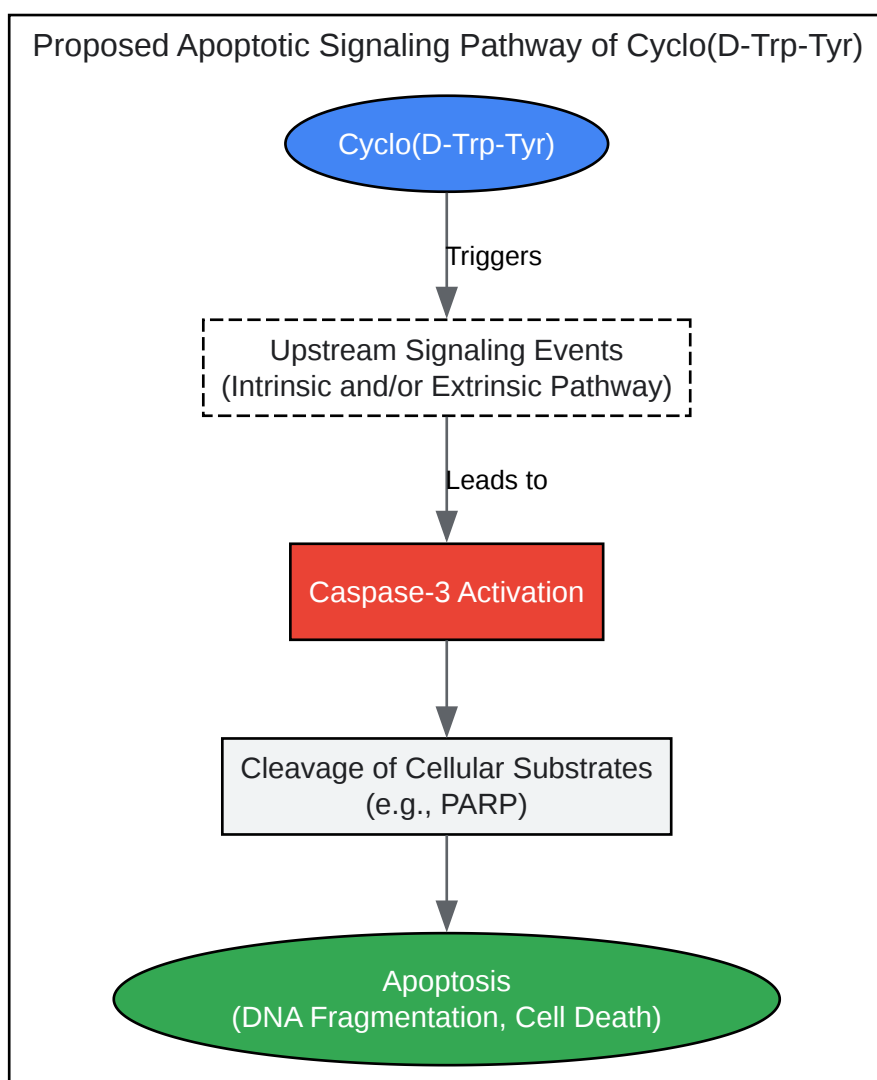 Proposed Apoptotic Signaling Pathway of Cyclo(D-Trp-Tyr)
Cyclo(D-Trp-Tyr)
Triggers
Upstream Signaling Events
(Intrinsic and/or Extrinsic Pathway)
Leads to
Caspase-3 Activation
Cleavage of Cellular Substrates
(e.g., PARP)
Apoptosis
(DNA Fragmentation, Cell Death)